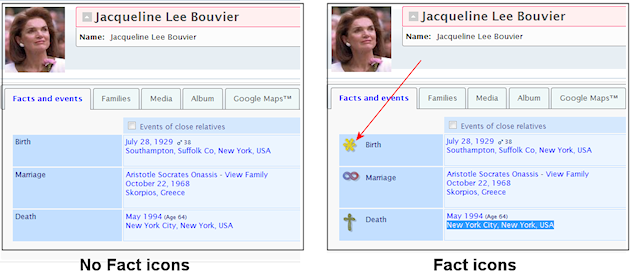 Jacqueline Lee Bouvier
Name: Jacqueline Lee Bouvier
Facts and events Families Media Album Google Maps™
Events of close relatives
Birth
July 28, 1929 ♂38
Southampton, Suffolk Co, New York, USA
Marriage
Aristotle Socrates Onassis - View Family
October 22, 1968
Skorpios, Greece
Death
May 1994 (Age 64)
New York City, New York, USA
No Fact icons
Jacqueline Lee Bouvier
Name: Jacqueline Lee Bouvier
Facts and events Families Media Album Google Maps™
Events of close relatives
Birth
July 28, 1929 ♂38
Southampton, Suffolk Co, New York, USA
Marriage
Aristotle Socrates Onassis - View Family
October 22, 1968
Skorpios, Greece
Death
May 1994 (Age 64)
New York City, New York, USA
Fact icons